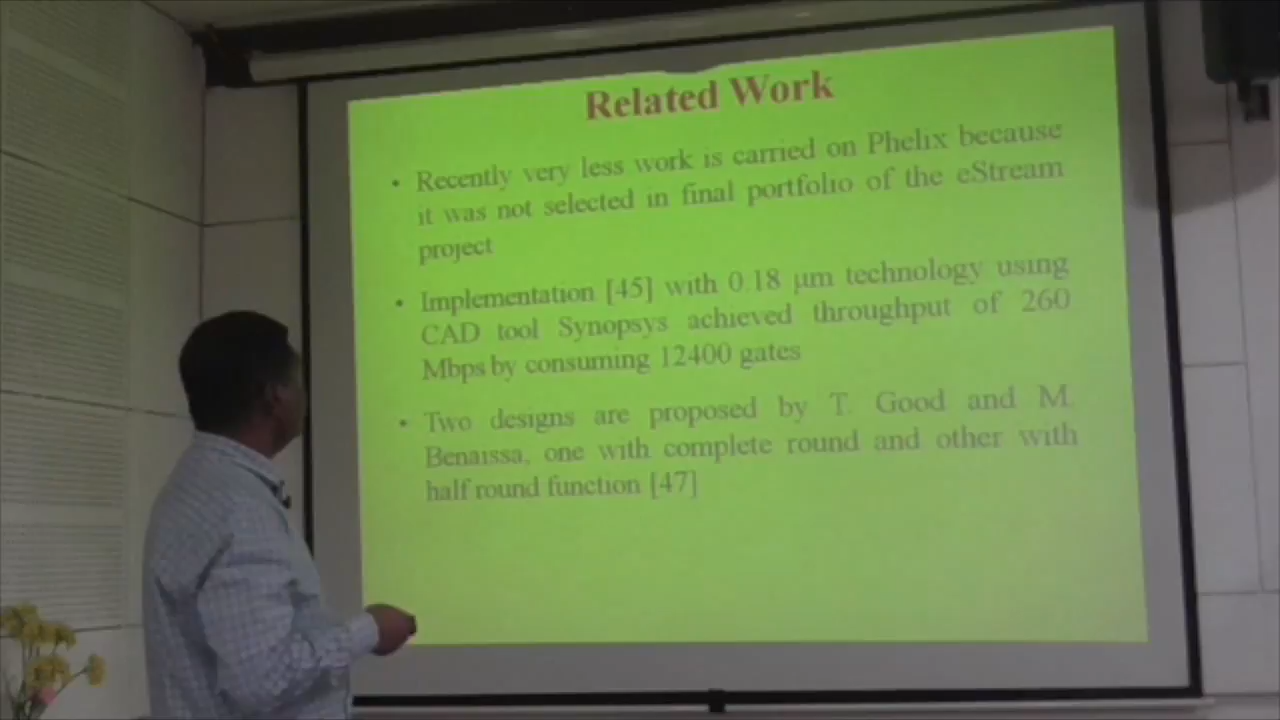 Related Work
• Recently very less work is carried on Phelix because
it was not selected in final portfolio of the eStream
project
• Implementation [45] with 0.18 µm technology using
CAD tool Synopsys achieved throughput of 260
Mbps by consuming 12400 gates
• Two designs are proposed by T. Good and M.
Benaissa, one with complete round and other with
half round function [47]